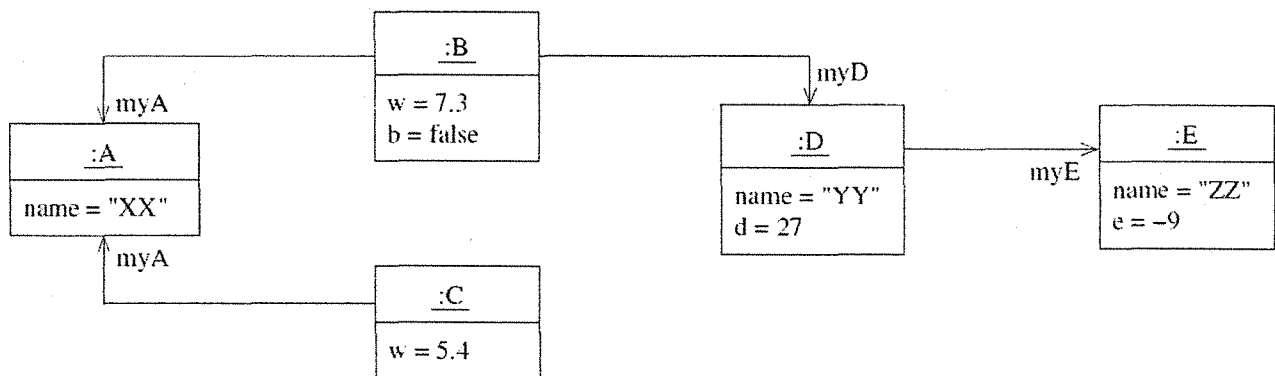 :B
w = 7.3
b = false
myA
myD
:A
name = "XX"
:D
name = "YY"
d = 27
myE
:E
name = "ZZ"
e = –9
myA
:C
w = 5.4